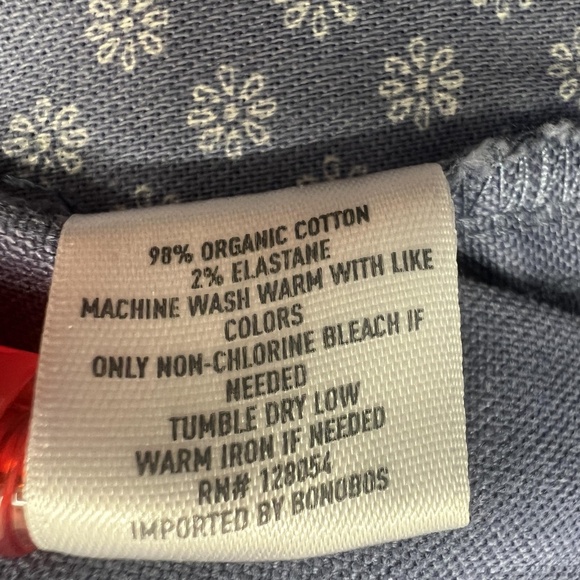 98% ORGANIC COTTON
2% ELASTANE
MACHINE WASH WARM WITH LIKE
COLORS
ONLY NON-CHLORINE BLEACH IF
NEEDED
TUMBLE DRY LOW
WARM IRON IF NEEDED
RN# 128054
IMPORTED BY BONOBOS